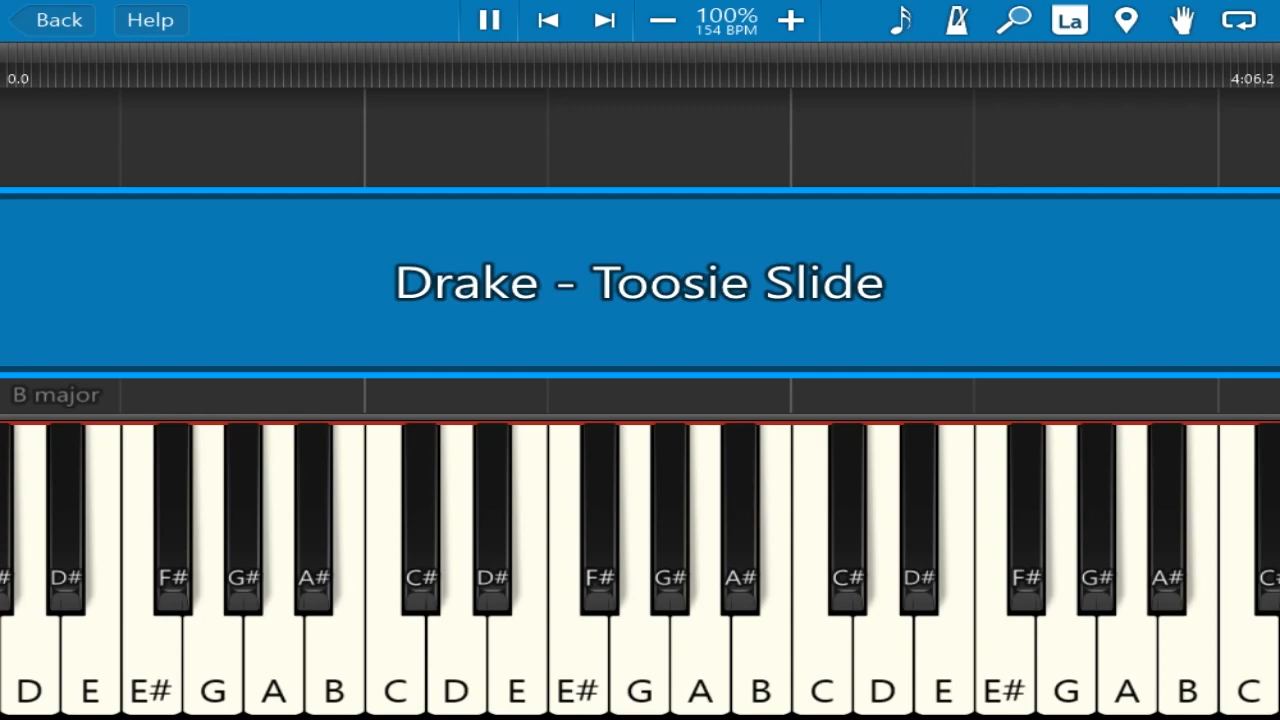 Back Help 100% La
154 BPM
0.0 4:06.2
Drake - Toosie Slide
B major
# D# F# G# A# C# D# F# G# A# C# D# F# G# A# C#
D E E# G A B C D E E# G A B C D E E# G A B C